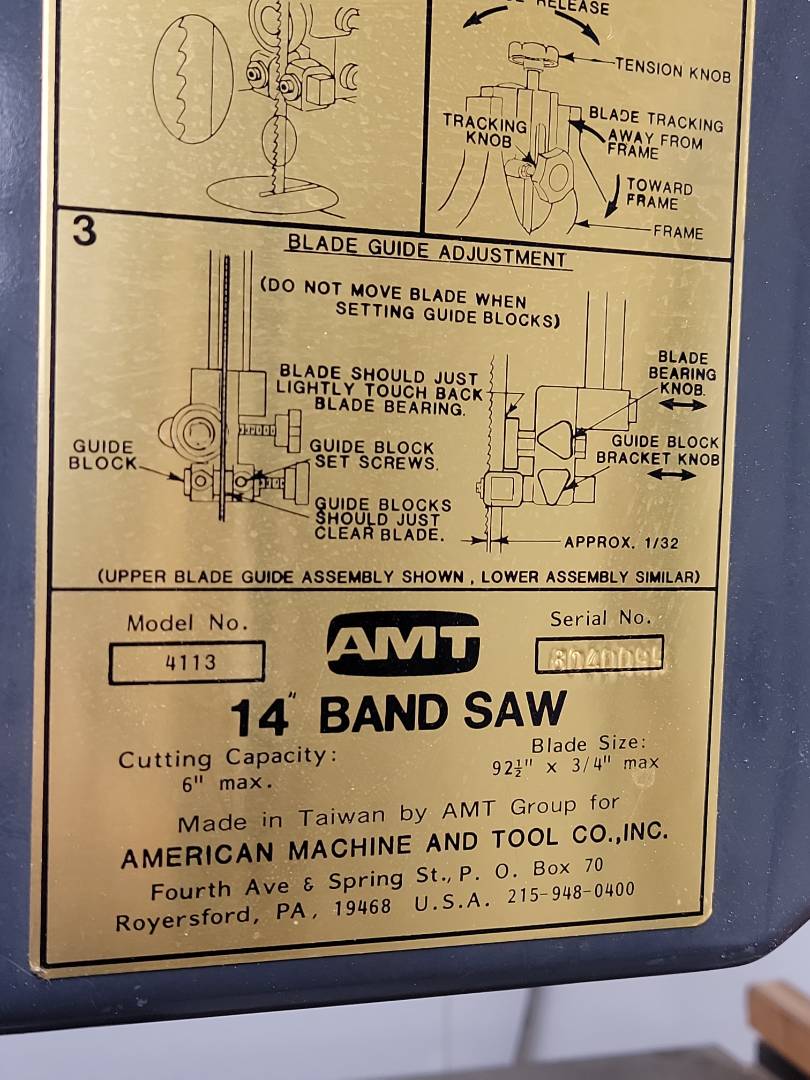 RELEASE
TENSION KNOB
TRACKING
KNOB
BLADE TRACKING
AWAY FROM
FRAME
TOWARD
FRAME
FRAME
3
BLADE GUIDE ADJUSTMENT
(DO NOT MOVE BLADE WHEN
SETTING GUIDE BLOCKS)
BLADE SHOULD JUST
LIGHTLY TOUCH BACK
BLADE BEARING.
BLADE
BEARING
KNOB.
GUIDE
BLOCK
GUIDE BLOCK
SET SCREWS.
GUIDE BLOCK
BRACKET KNOB
GUIDE BLOCKS
SHOULD JUST
CLEAR BLADE.
APPROX. 1/32
(UPPER BLADE GUIDE ASSEMBLY SHOWN, LOWER ASSEMBLY SIMILAR)
Model No.
4113
AMT
Serial No.
14" BAND SAW
Cutting Capacity:
6" max.
Blade Size:
92½" x 3/4" max
Made in Taiwan by AMT Group for
AMERICAN MACHINE AND TOOL CO.,INC.
Fourth Ave & Spring St., P. O. Box 70
Royersford, PA, 19468 U.S.A. 215-948-0400